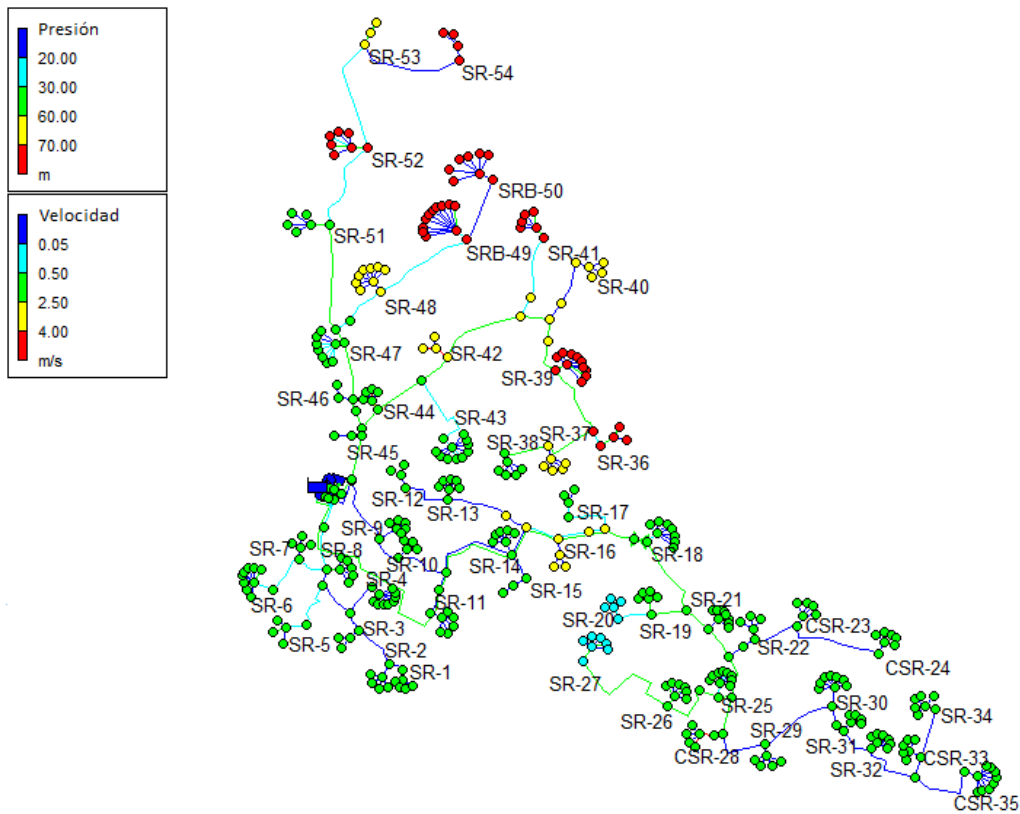 Presión
20.00
30.00
60.00
70.00
m
Velocidad
0.05
0.50
2.50
4.00
m/s
SR-53
SR-54
SR-52
SRB-50
SR-51
SRB-49
SR-41
SR-40
SR-48
SR-47
SR-42
SR-39
SR-46
SR-44
SR-43
SR-38
SR-37
SR-36
SR-45
SR-12
SR-13
SR-17
SR-9
SR-7
SR-8
SR-10
SR-14
SR-16
SR-18
SR-4
SR-6
SR-11
SR-15
SR-20
SR-19
SR-21
SR-5
SR-3
SR-2
SR-1
SR-22
CSR-23
CSR-24
SR-27
SR-26
SR-25
SR-30
SR-34
SR-29
SR-31
CSR-28
SR-32
CSR-33
CSR-35